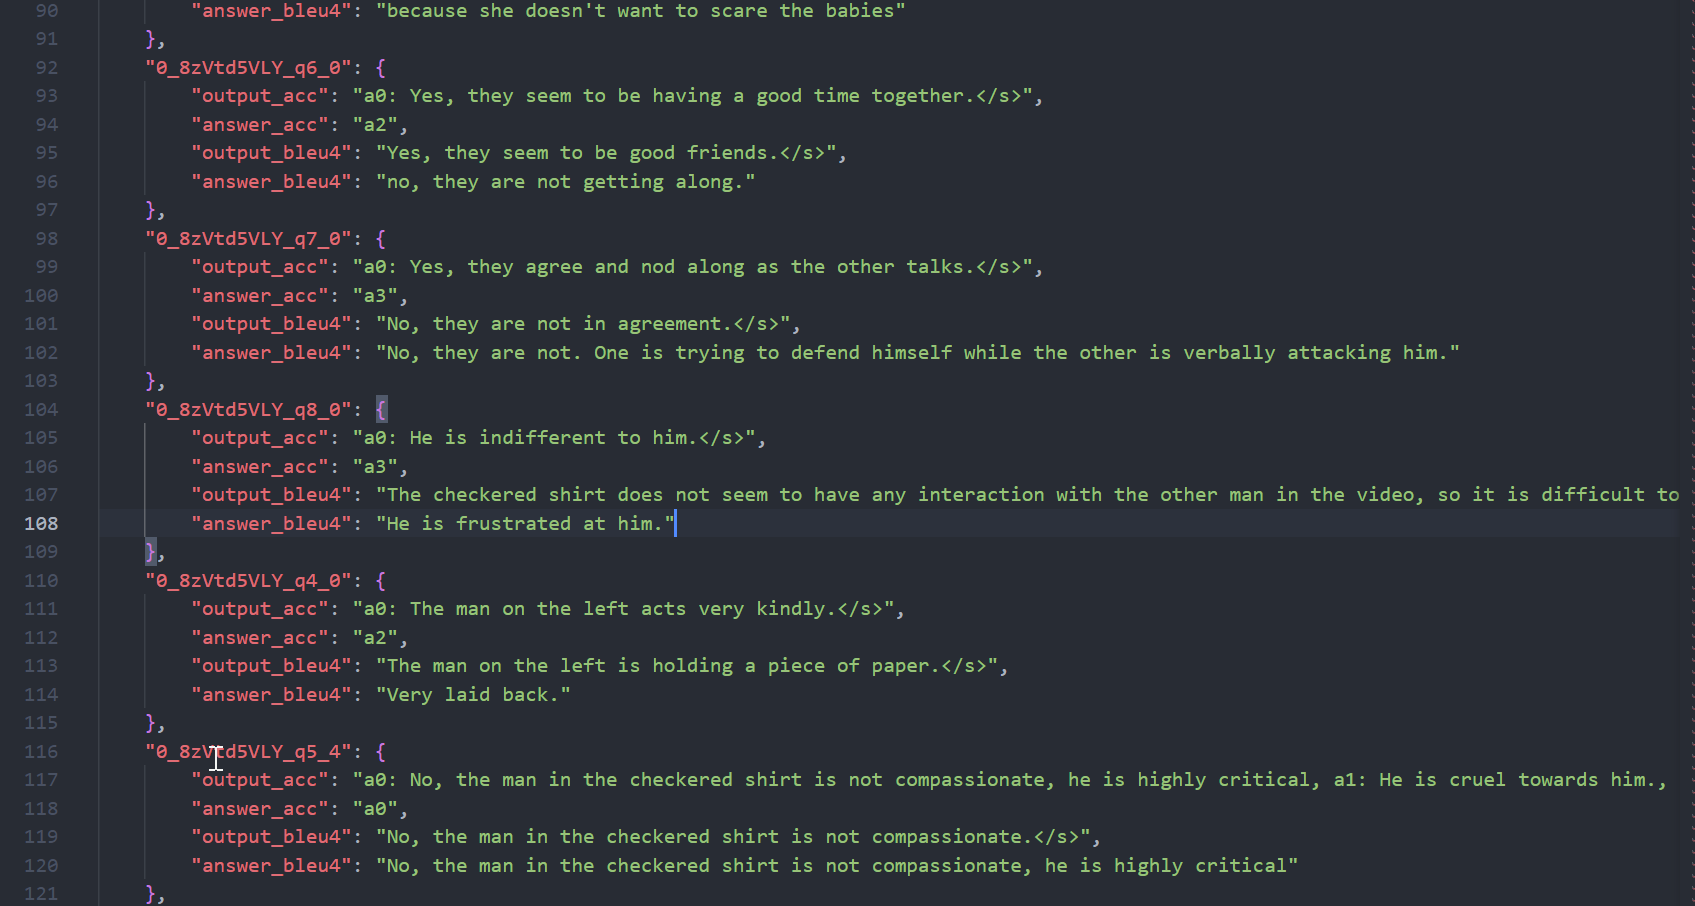 90 "answer_bleu4": "because she doesn't want to scare the babies"
91 },
92 "0_8zVtd5VLY_q6_0": {
93 "output_acc": "a0: Yes, they seem to be having a good time together.</s>",
94 "answer_acc": "a2",
95 "output_bleu4": "Yes, they seem to be good friends.</s>",
96 "answer_bleu4": "no, they are not getting along."
97 },
98 "0_8zVtd5VLY_q7_0": {
99 "output_acc": "a0: Yes, they agree and nod along as the other talks.</s>",
100 "answer_acc": "a3",
101 "output_bleu4": "No, they are not in agreement.</s>",
102 "answer_bleu4": "No, they are not. One is trying to defend himself while the other is verbally attacking him."
103 },
104 "0_8zVtd5VLY_q8_0": {
105 "output_acc": "a0: He is indifferent to him.</s>",
106 "answer_acc": "a3",
107 "output_bleu4": "The checkered shirt does not seem to have any interaction with the other man in the video, so it is difficult to
108 "answer_bleu4": "He is frustrated at him."
109 },
110 "0_8zVtd5VLY_q4_0": {
111 "output_acc": "a0: The man on the left acts very kindly.</s>",
112 "answer_acc": "a2",
113 "output_bleu4": "The man on the left is holding a piece of paper.</s>",
114 "answer_bleu4": "Very laid back."
115 },
116 "0_8zVtd5VLY_q5_4": {
117 "output_acc": "a0: No, the man in the checkered shirt is not compassionate, he is highly critical, a1: He is cruel towards him.,
118 "answer_acc": "a0",
119 "output_bleu4": "No, the man in the checkered shirt is not compassionate.</s>",
120 "answer_bleu4": "No, the man in the checkered shirt is not compassionate, he is highly critical"
121 },